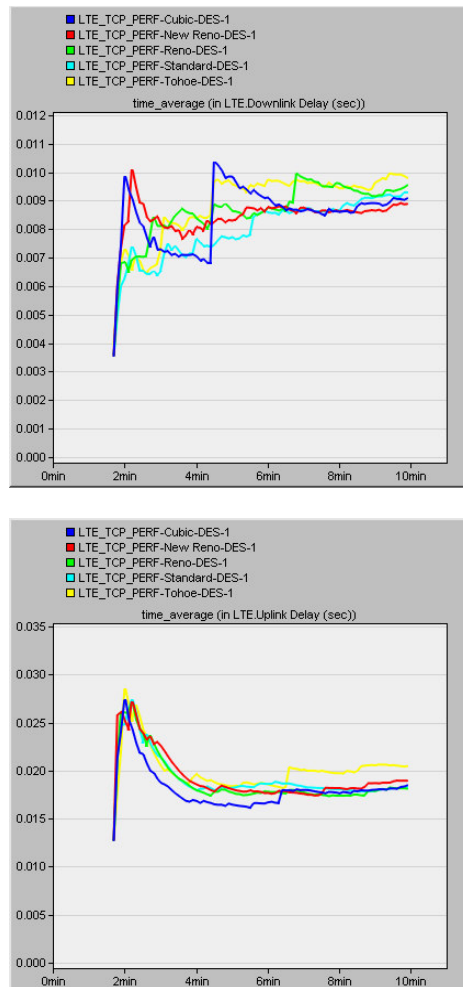 LTE_TCP_PERF-Cubic-DES-1
LTE_TCP_PERF-New Reno-DES-1
LTE_TCP_PERF-Reno-DES-1
LTE_TCP_PERF-Standard-DES-1
LTE_TCP_PERF-Tohoe-DES-1
time_average (in LTE.Downlink Delay (sec))
0.012
0.011
0.010
0.009
0.008
0.007
0.006
0.005
0.004
0.003
0.002
0.001
0.000
0min 2min 4min 6min 8min 10min
LTE_TCP_PERF-Cubic-DES-1
LTE_TCP_PERF-New Reno-DES-1
LTE_TCP_PERF-Reno-DES-1
LTE_TCP_PERF-Standard-DES-1
LTE_TCP_PERF-Tohoe-DES-1
time_average (in LTE.Uplink Delay (sec))
0.035
0.030
0.025
0.020
0.015
0.010
0.005
0.000
0min 2min 4min 6min 8min 10min